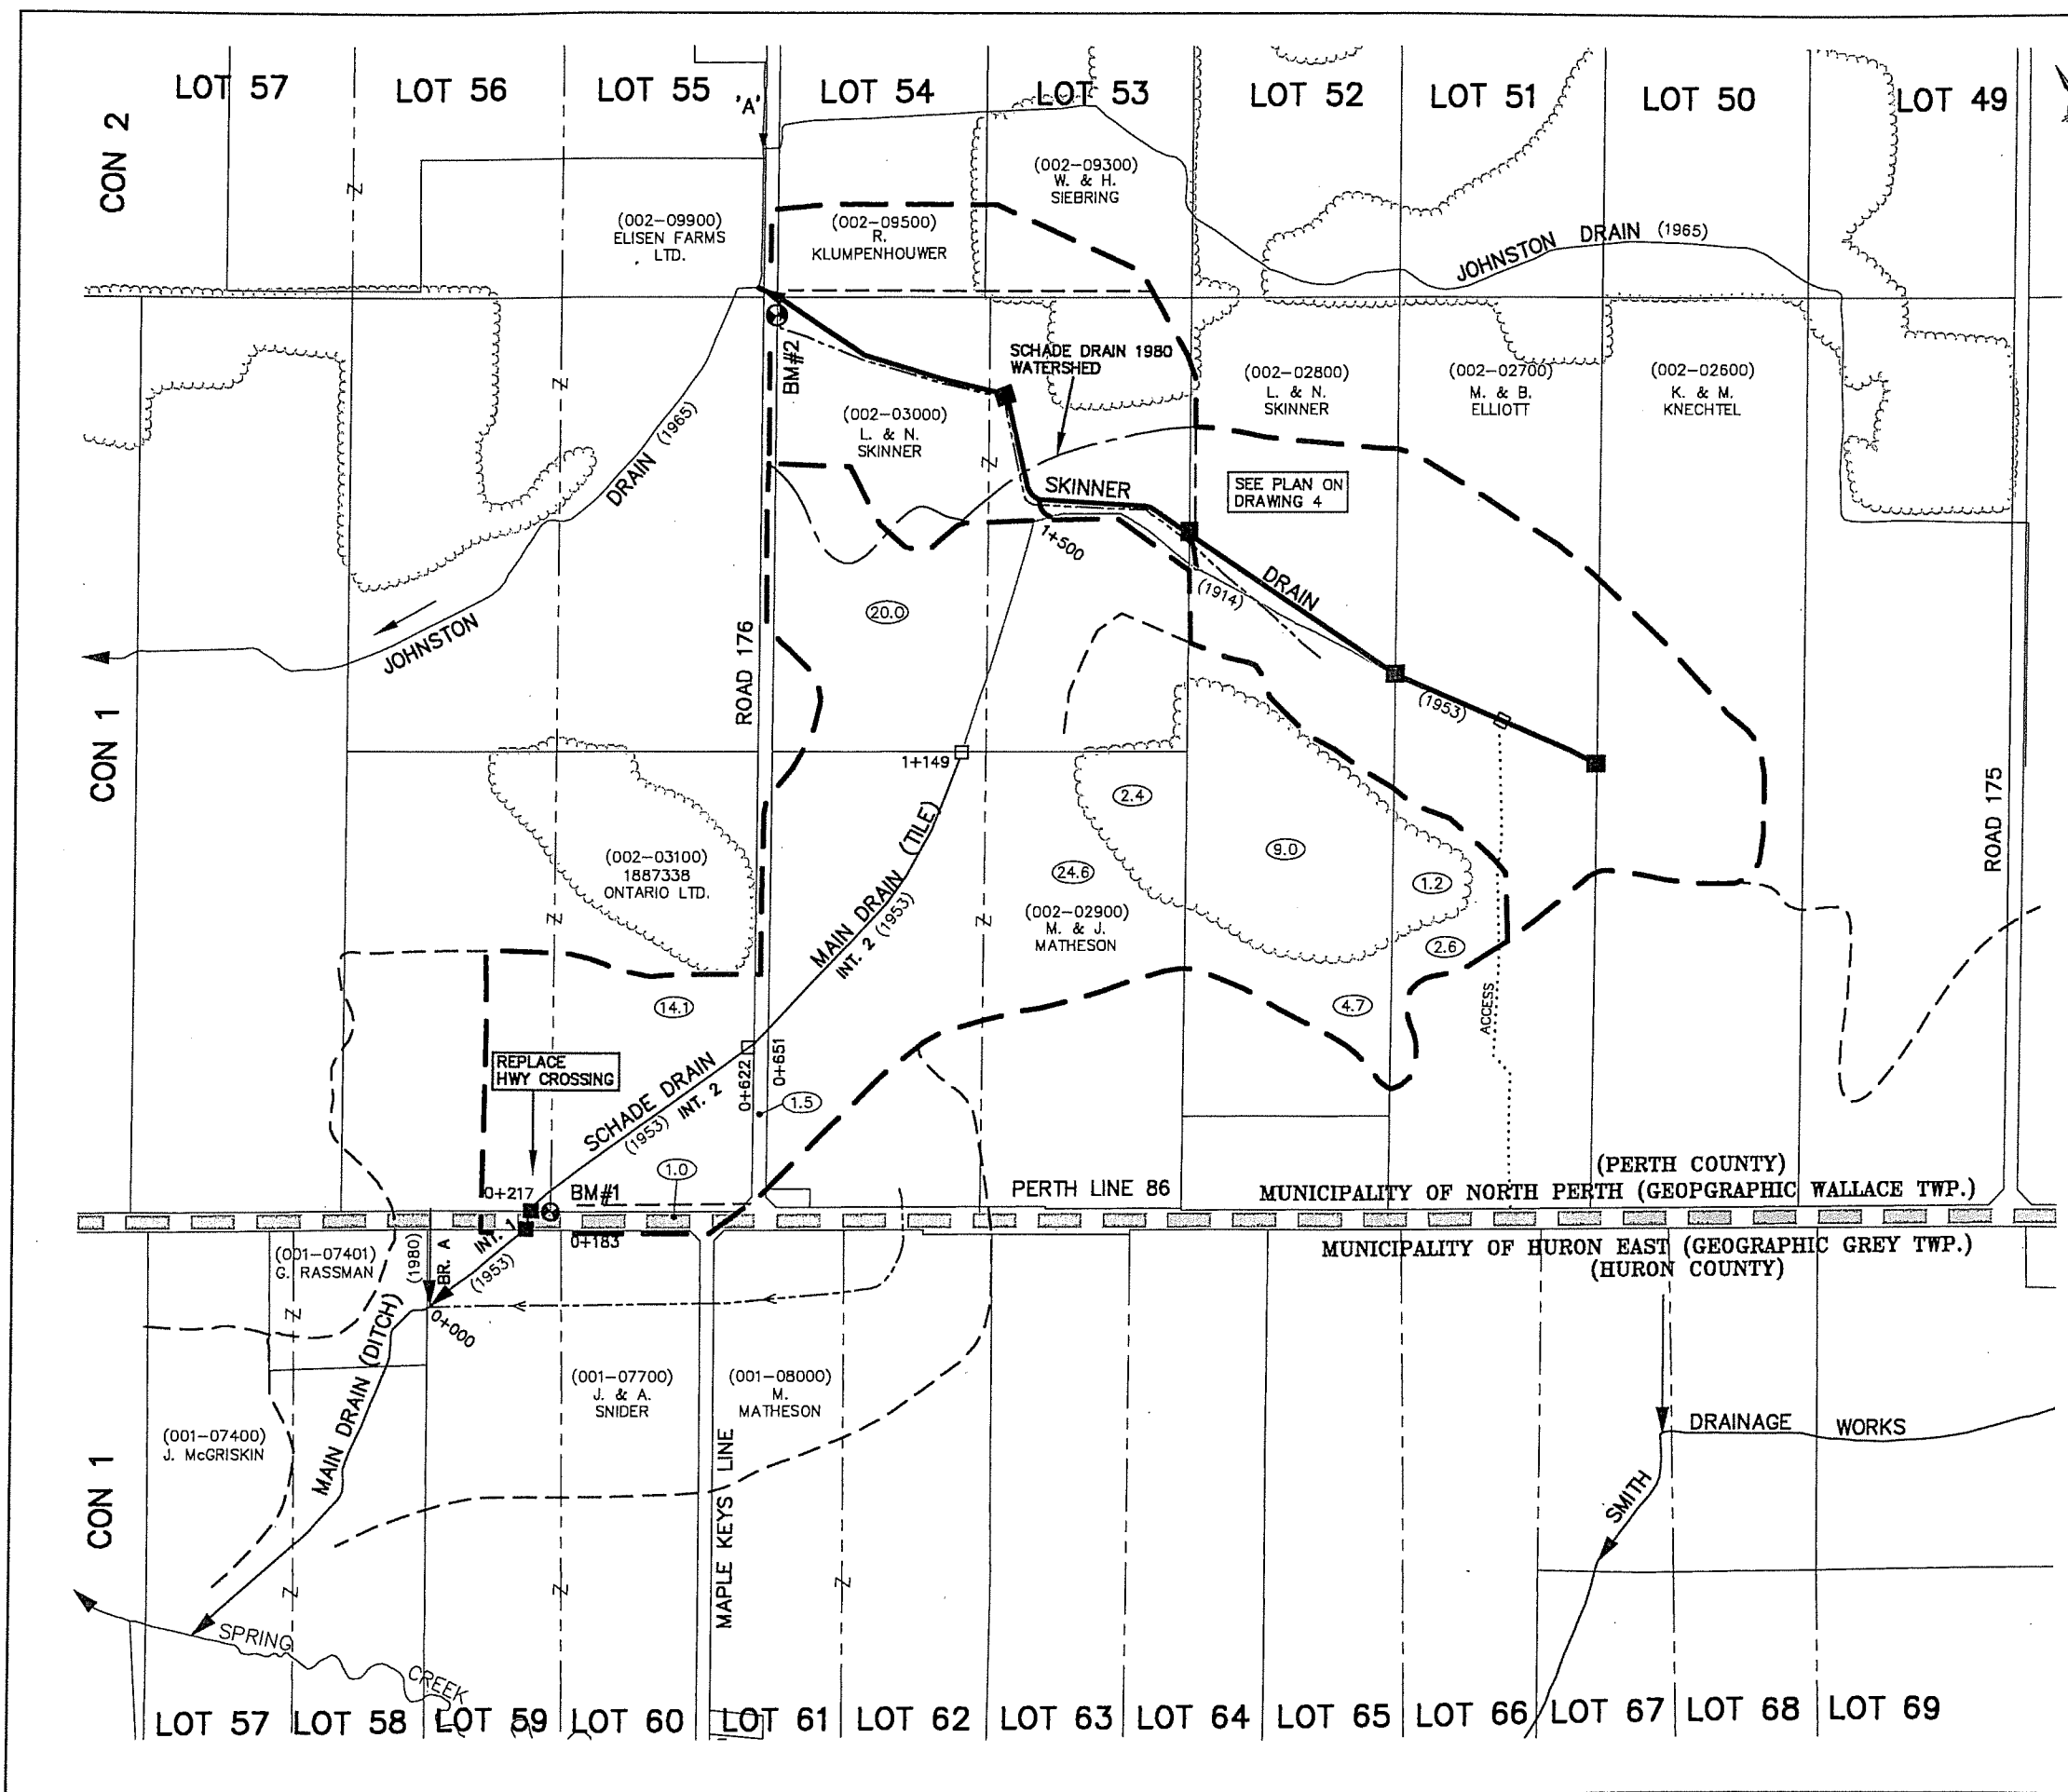 LOT 57
LOT 56
LOT 55
'A'
LOT 54
LOT 53
LOT 52
LOT 51
LOT 50
LOT 49
CON 2
(002-09300)
W. & H.
SIEBRING
(002-09900)
ELISEN FARMS
LTD.
(002-09500)
R.
KLUMPENHOUWER
JOHNSTON DRAIN (1965)
BM#2
SCHADE DRAIN 1980
WATERSHED
(002-02800)
L. & N.
SKINNER
(002-02700)
M. & B.
ELLIOTT
(002-02600)
K. & M.
KNECHTEL
(002-03000)
L. & N.
SKINNER
DRAIN (1965)
JOHNSTON
SKINNER
SEE PLAN ON
DRAWING 4
1+500
DRAIN
(1914)
20.0
ROAD 176
(1953)
CON 1
1+149
2.4
ROAD 175
9.0
(002-03100)
1887338
ONTARIO LTD.
MAIN DRAIN (TILE)
INT. 2 (1953)
24.6
(002-02900)
M. & J.
MATHESON
1.2
2.6
14.1
4.7
ACCESS
REPLACE
HWY CROSSING
SCHADE DRAIN
(1953) INT. 2
0+622
0+651
1.5
1.0
0+217
BM#1
PERTH LINE 86
(PERTH COUNTY)
MUNICIPALITY OF NORTH PERTH (GEOPGRAPHIC WALLACE TWP.)
0+183
MUNICIPALITY OF HURON EAST (GEOGRAPHIC GREY TWP.)
(HURON COUNTY)
(001-07401)
G. RASSMAN
(1980)
BR. A
INT. 1
(1953)
0+000
MAIN DRAIN (DITCH)
(001-07700)
J. & A.
SNIDER
(001-08000)
M.
MATHESON
(001-07400)
J. McGRISKIN
CON 1
MAPLE KEYS LINE
DRAINAGE WORKS
SMITH
SPRING
CREEK
LOT 57
LOT 58
LOT 59
LOT 60
LOT 61
LOT 62
LOT 63
LOT 64
LOT 65
LOT 66
LOT 67
LOT 68
LOT 69